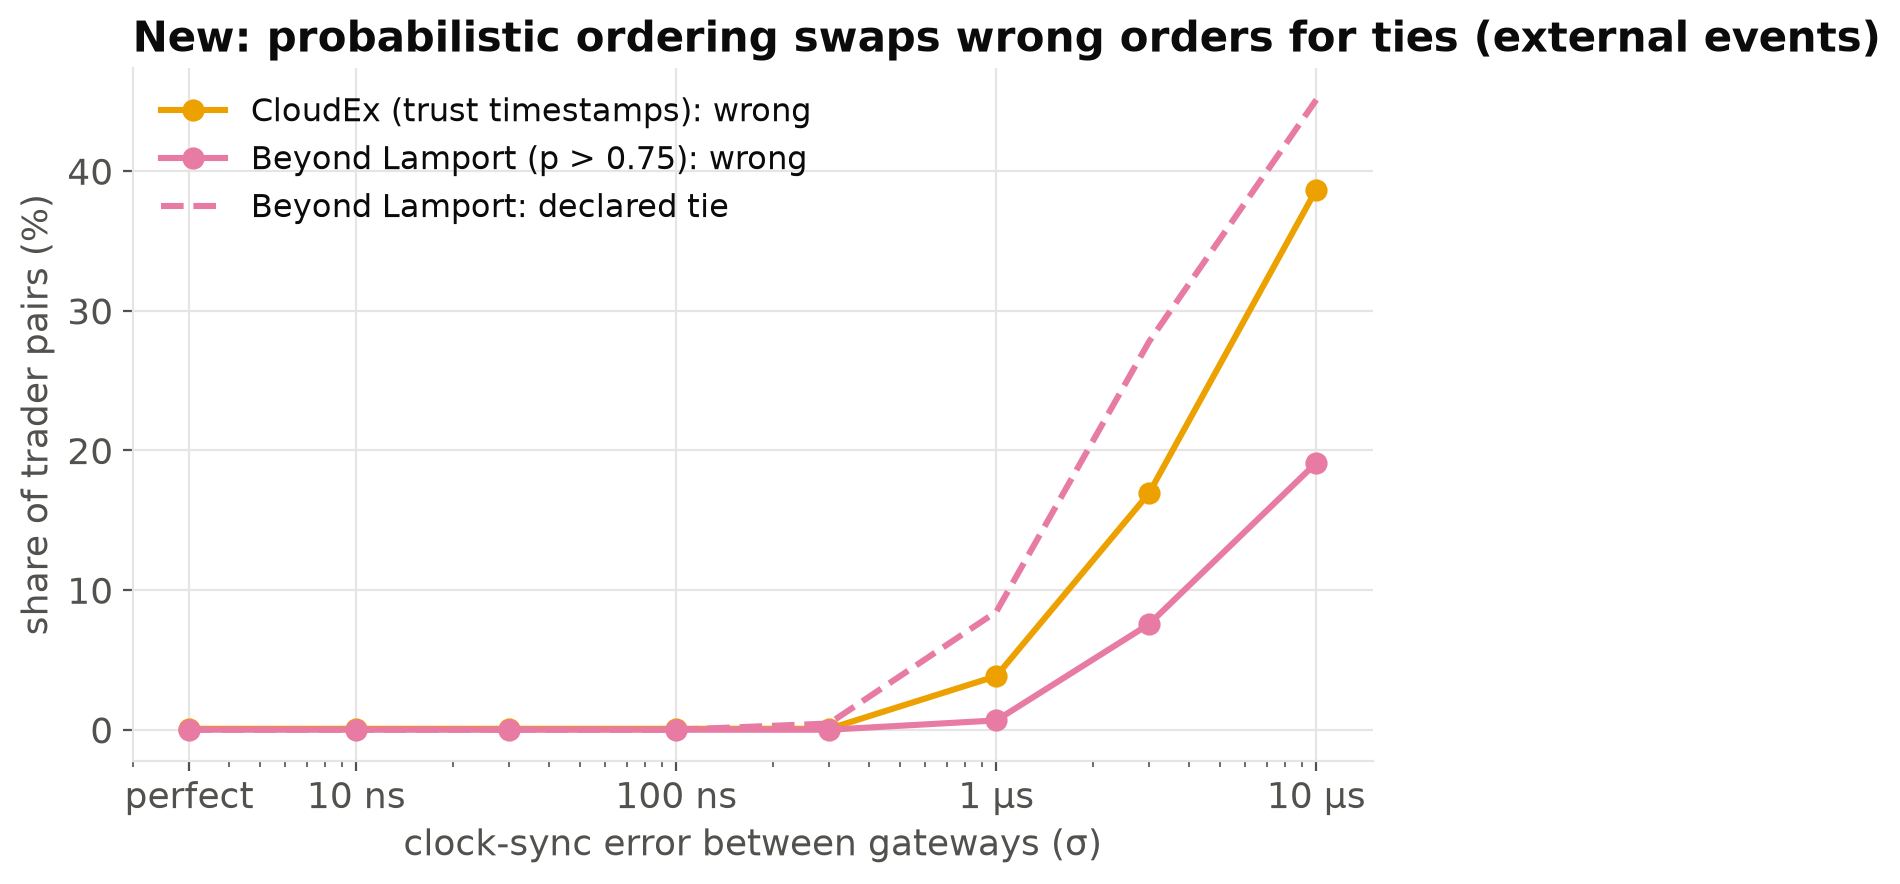 New: probabilistic ordering swaps wrong orders for ties (external events)
CloudEx (trust timestamps): wrong
Beyond Lamport (p > 0.75): wrong
Beyond Lamport: declared tie
share of trader pairs (%)
40
30
20
10
0
perfect 10 ns 100 ns 1 µs 10 µs
clock-sync error between gateways (σ)